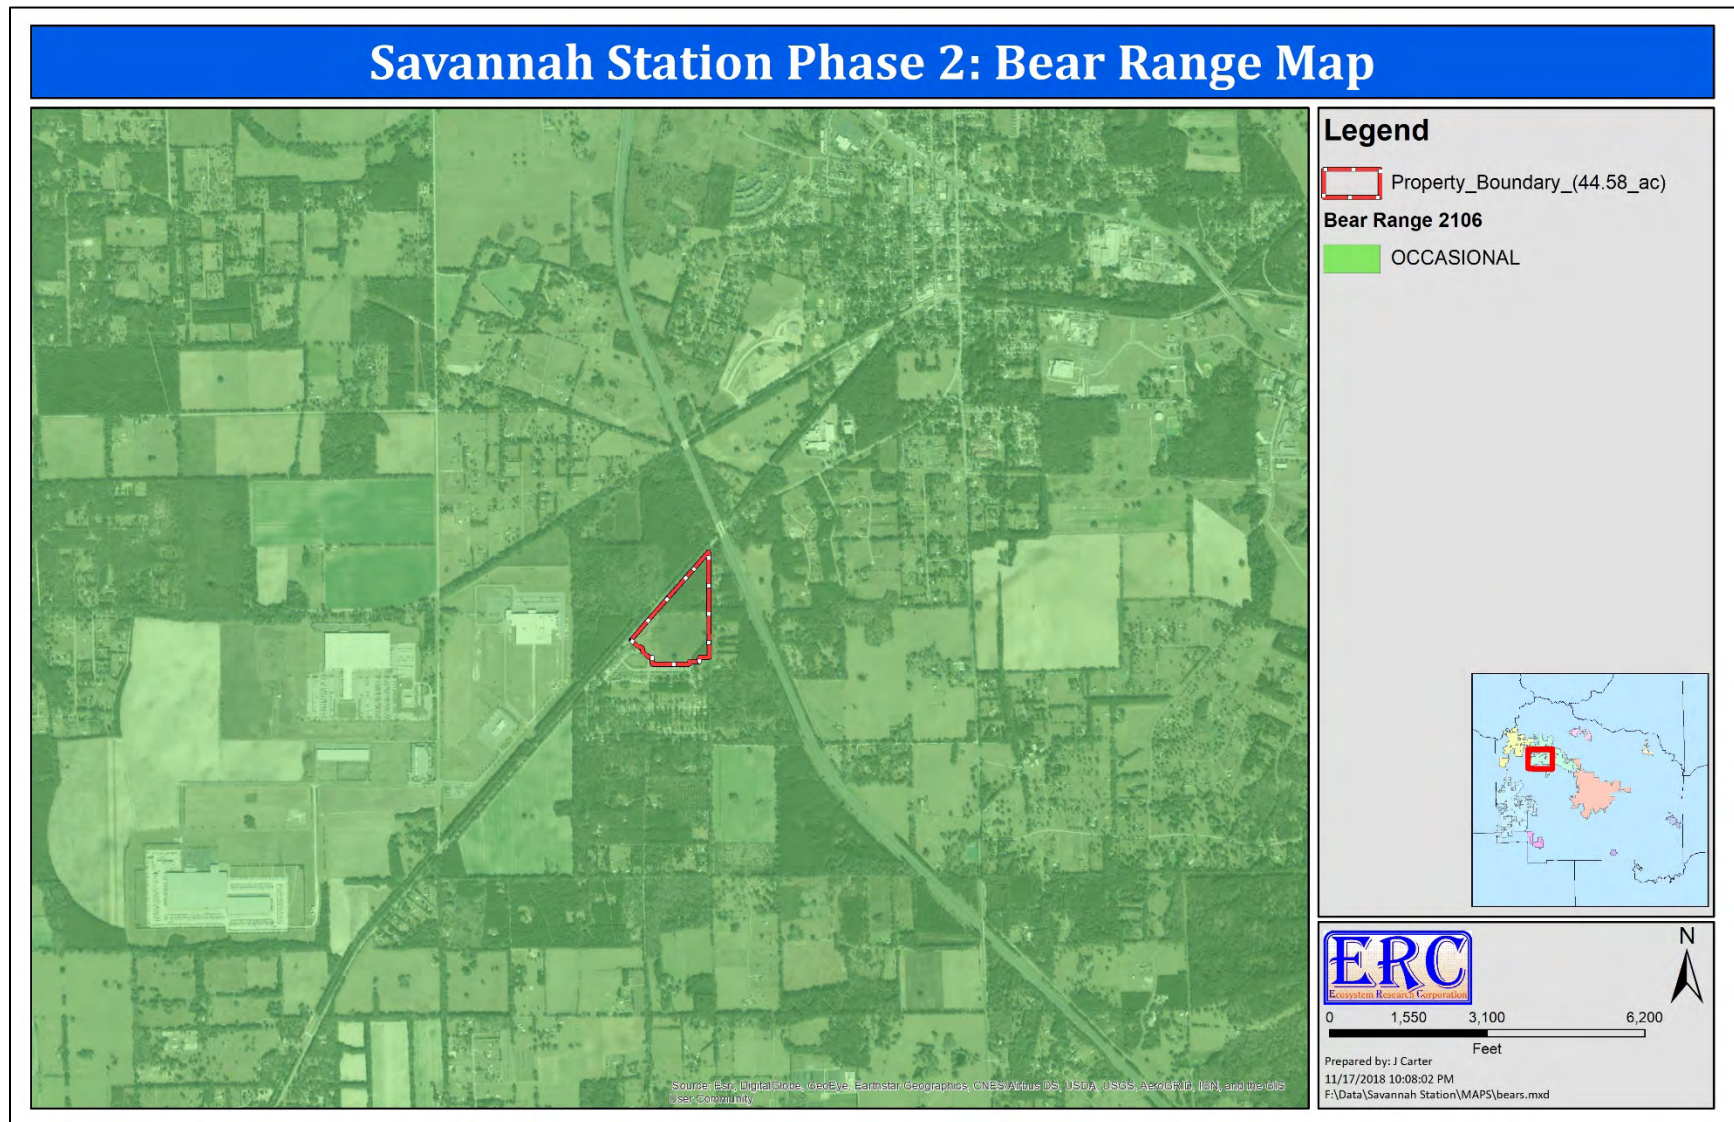 Savannah Station Phase 2: Bear Range Map
Legend
Property_Boundary_(44.58_ac)
Bear Range 2106
OCCASIONAL
ERC
Ecosystem Research Corporation
N
0 1,550 3,100 6,200
Feet
Prepared by: J Carter
11/17/2018 10:08:02 PM
F:\Data\Savannah Station\MAPS\bears.mxd
Source: Esri, DigitalGlobe, GeoEye, Earthstar Geographics, CNES/Airbus DS, USDA, USGS, AeroGRID, IGN, and the GIS
User Community